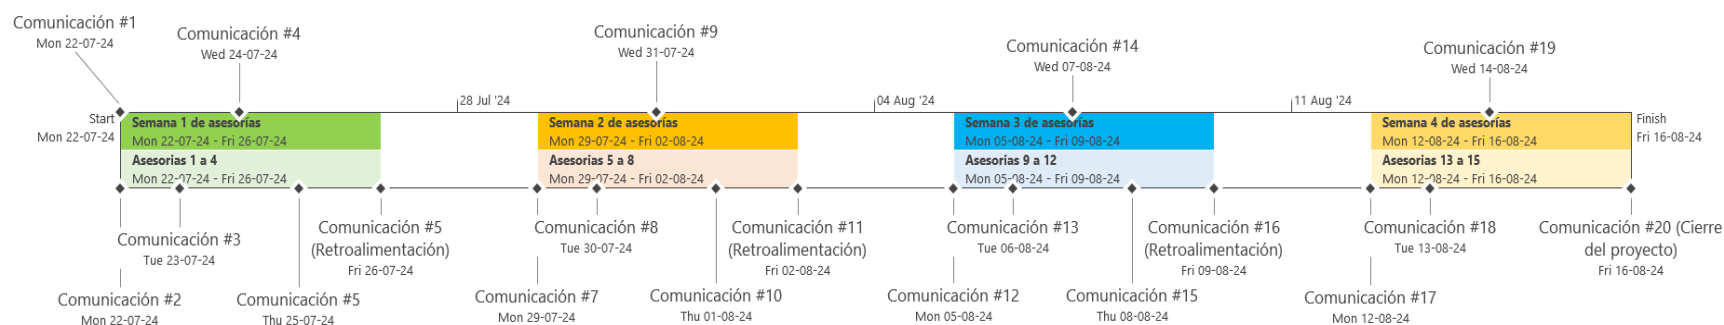 Comunicación #1
Mon 22-07-24
Comunicación #4
Wed 24-07-24
Comunicación #9
Wed 31-07-24
Comunicación #14
Wed 07-08-24
Comunicación #19
Wed 14-08-24
28 Jul '24
04 Aug '24
11 Aug '24
Start
Mon 22-07-24
Semana 1 de asesorías
Mon 22-07-24 - Fri 26-07-24
Asesorias 1 a 4
Mon 22-07-24 - Fri 26-07-24
Semana 2 de asesorías
Mon 29-07-24 - Fri 02-08-24
Asesorias 5 a 8
Mon 29-07-24 - Fri 02-08-24
Semana 3 de asesorías
Mon 05-08-24 - Fri 09-08-24
Asesorias 9 a 12
Mon 05-08-24 - Fri 09-08-24
Semana 4 de asesorías
Mon 12-08-24 - Fri 16-08-24
Asesorias 13 a 15
Mon 12-08-24 - Fri 16-08-24
Finish
Fri 16-08-24
Comunicación #3
Tue 23-07-24
Comunicación #5
(Retroalimentación)
Fri 26-07-24
Comunicación #8
Tue 30-07-24
Comunicación #11
(Retroalimentación)
Fri 02-08-24
Comunicación #13
Tue 06-08-24
Comunicación #16
(Retroalimentación)
Fri 09-08-24
Comunicación #18
Tue 13-08-24
Comunicación #20 (Cierre
del proyecto)
Fri 16-08-24
Comunicación #2
Mon 22-07-24
Comunicación #5
Thu 25-07-24
Comunicación #7
Mon 29-07-24
Comunicación #10
Thu 01-08-24
Comunicación #12
Mon 05-08-24
Comunicación #15
Thu 08-08-24
Comunicación #17
Mon 12-08-24